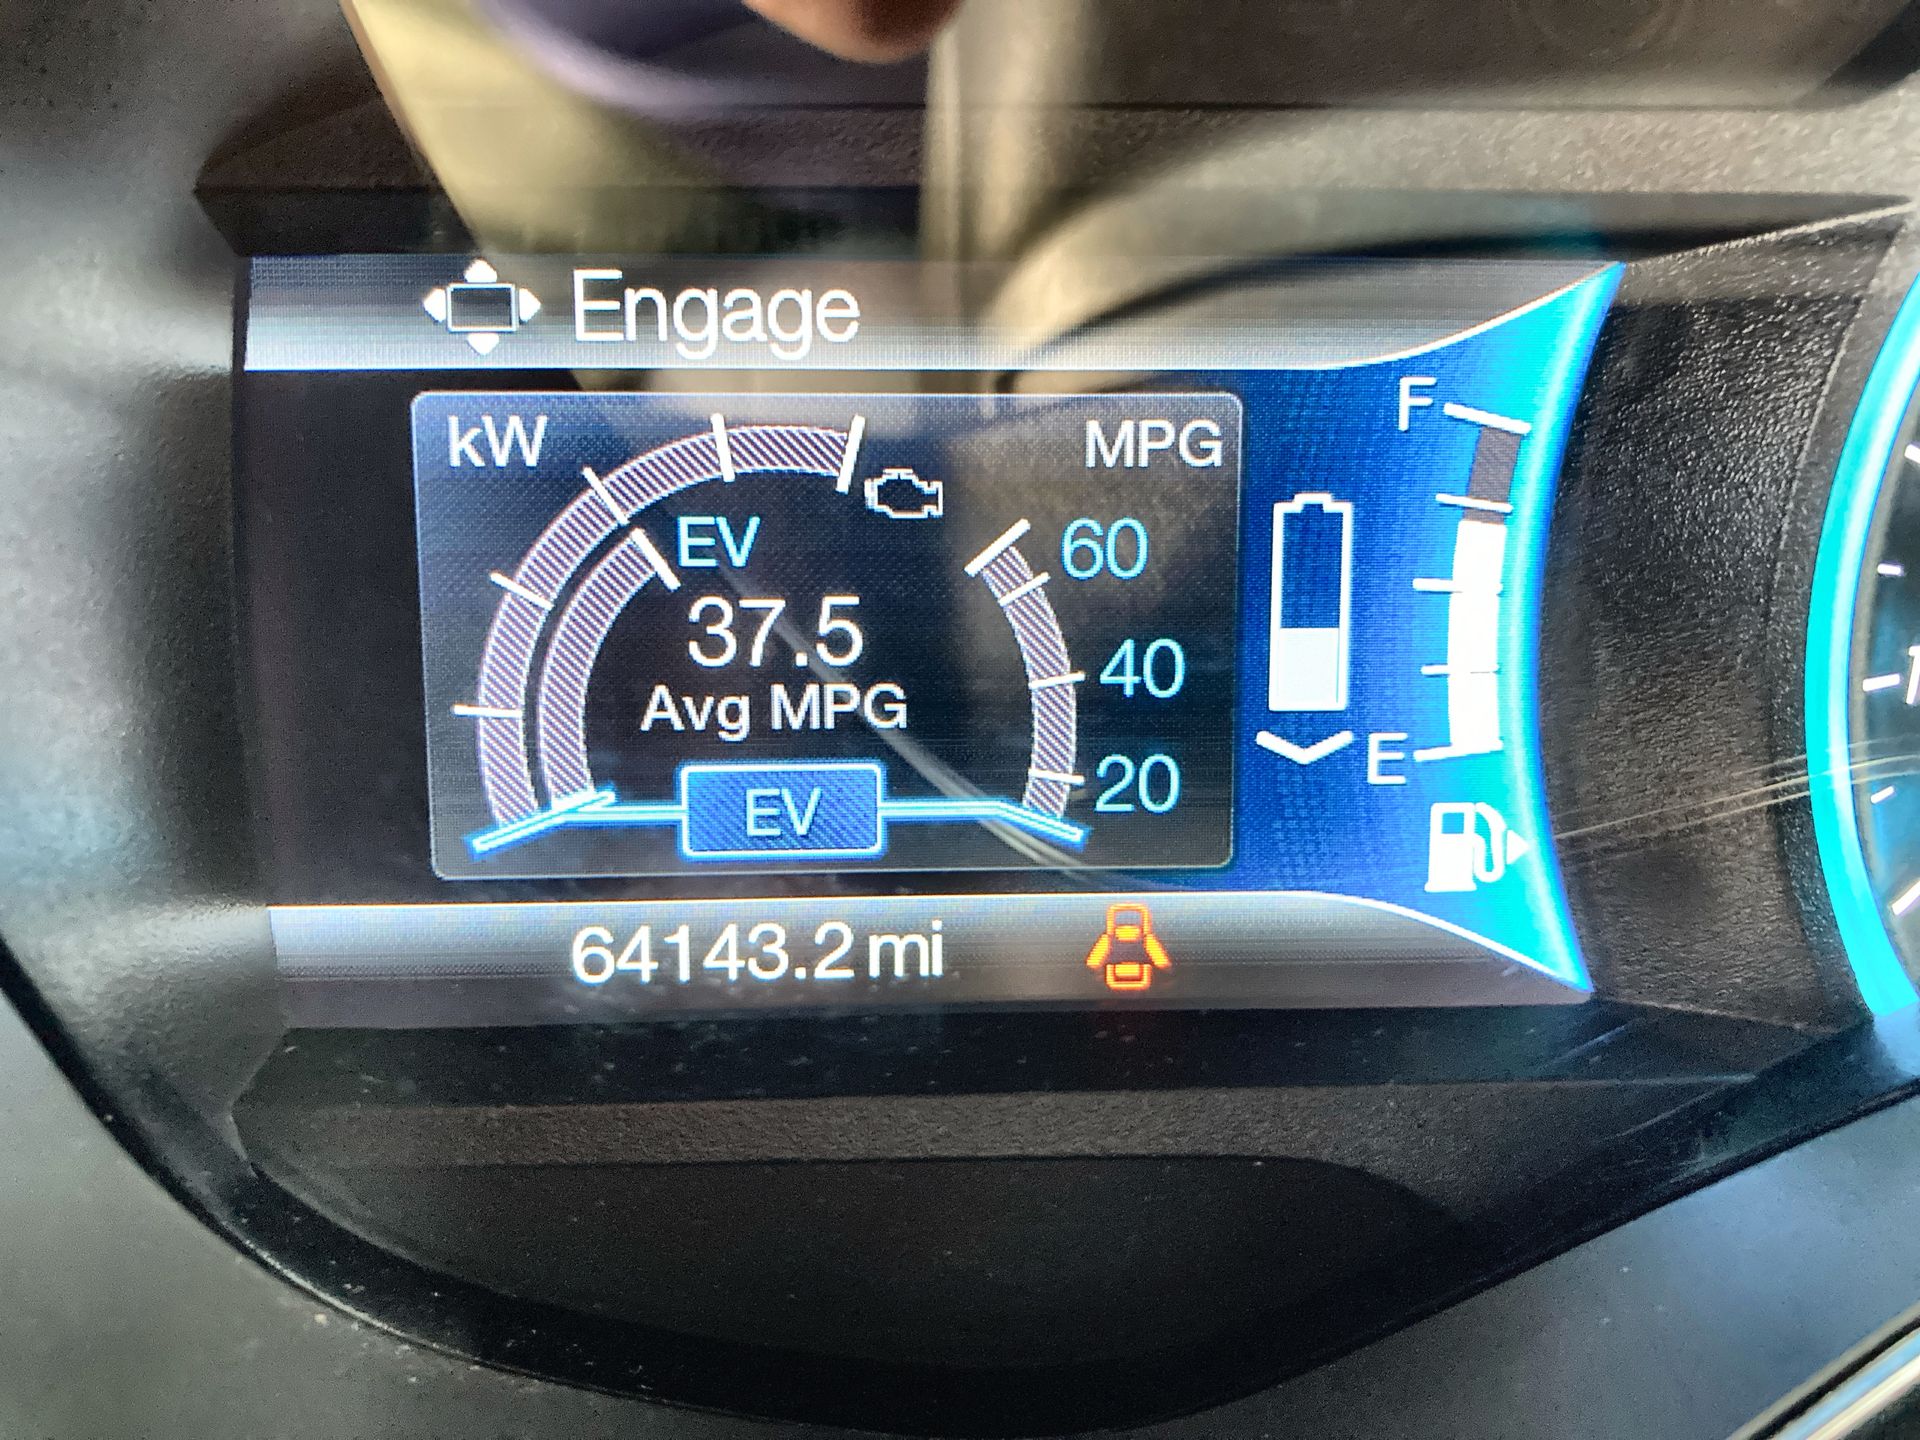 Engage
kW
MPG
F
EV
60
37.5
40
Avg MPG
E
20
EV
64143.2 mi